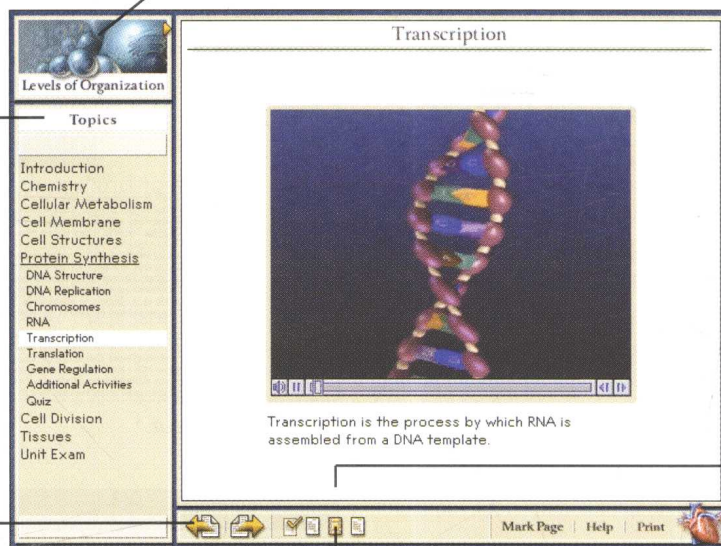 Transcription
Levels of Organization
Topics
Introduction
Chemistry
Cellular Metabolism
Cell Membrane
Cell Structures
Protein Synthesis
DNA Structure
DNA Replication
Chromosomes
RNA
Transcription
Translation
Gene Regulation
Additional Activities
Quiz
Cell Division
Tissues
Unit Exam
Transcription is the process by which RNA is
assembled from a DNA template.
Mark Page | Help | Print